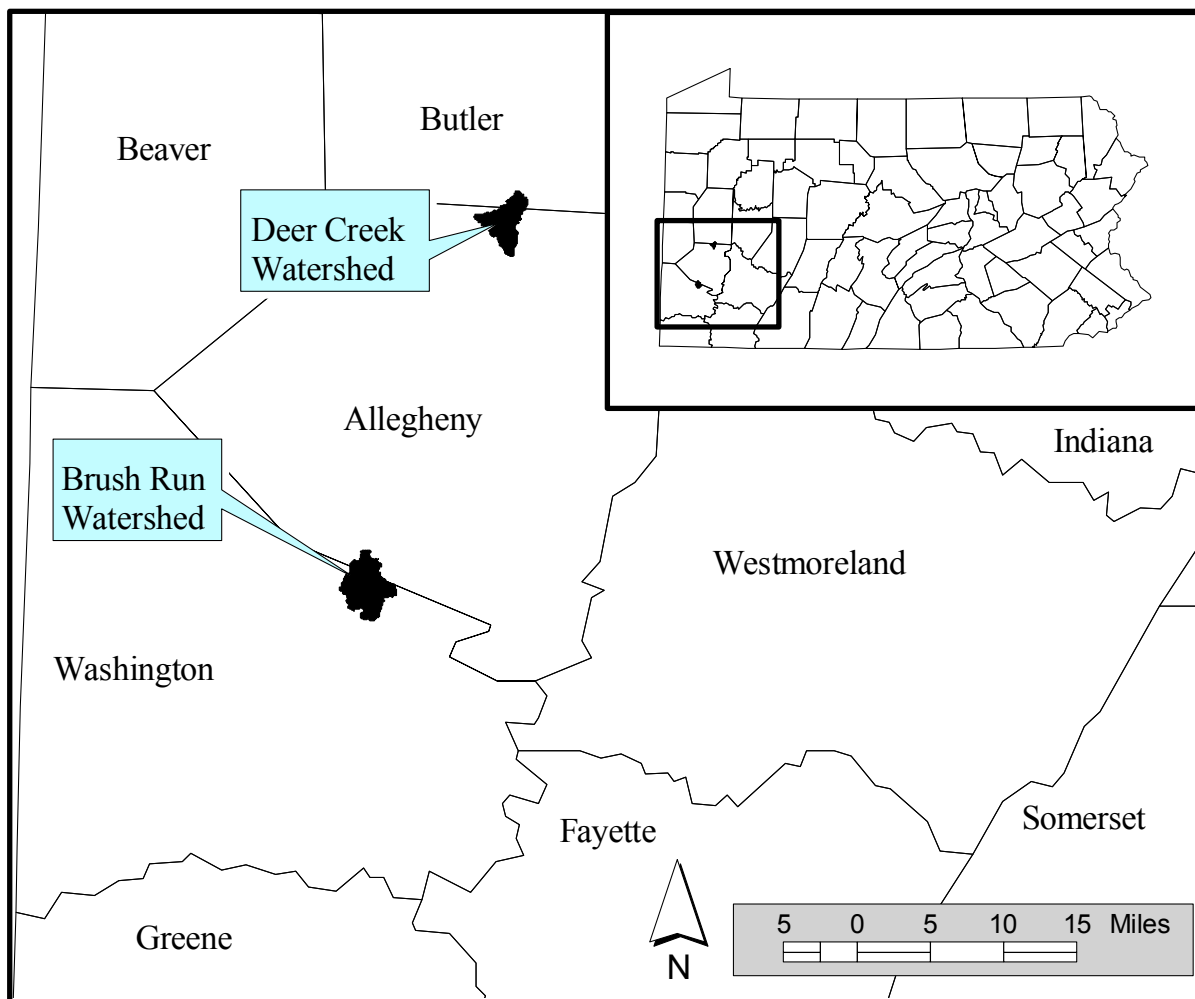 Butler
Beaver
Deer Creek
Watershed
Allegheny
Indiana
Brush Run
Watershed
Westmoreland
Washington
Somerset
Fayette
Greene
N
5 0 5 10 15 Miles